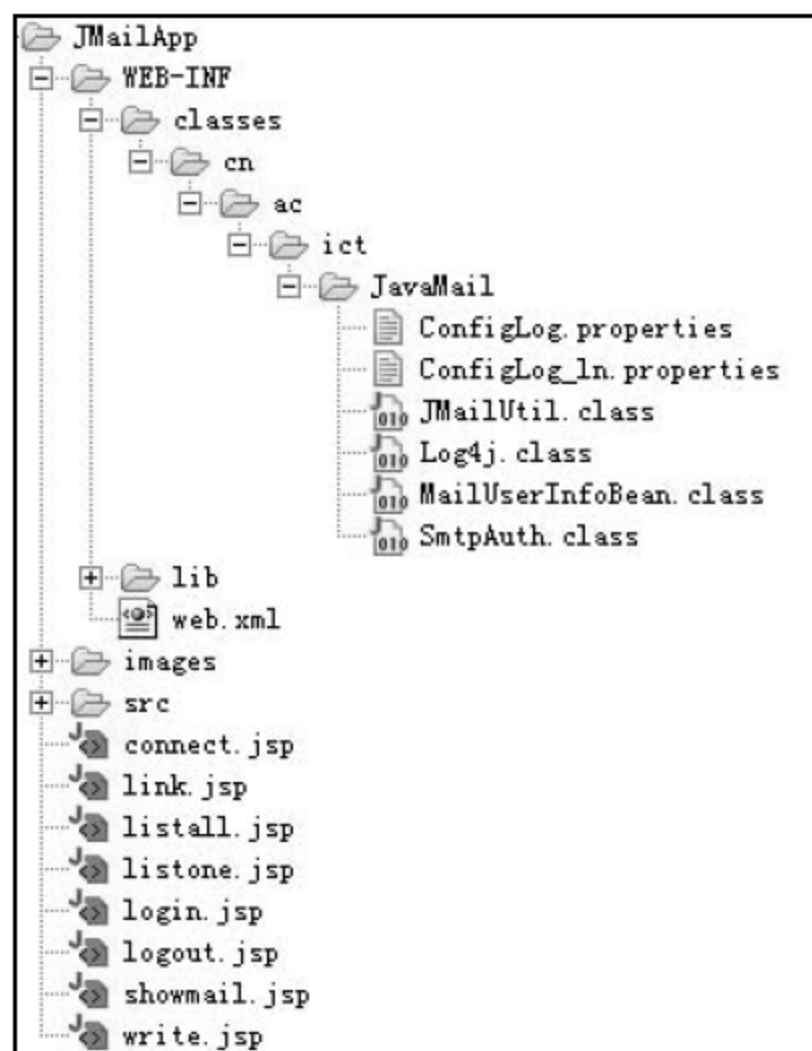 JMailApp
WEB-INF
classes
cn
ac
ict
JavaMail
ConfigLog.properties
ConfigLog_ln.properties
JMailUtil.class
Log4j.class
MailUserInfoBean.class
SmtpAuth.class
lib
web.xml
images
src
connect.jsp
link.jsp
listall.jsp
listone.jsp
login.jsp
logout.jsp
showmail.jsp
write.jsp